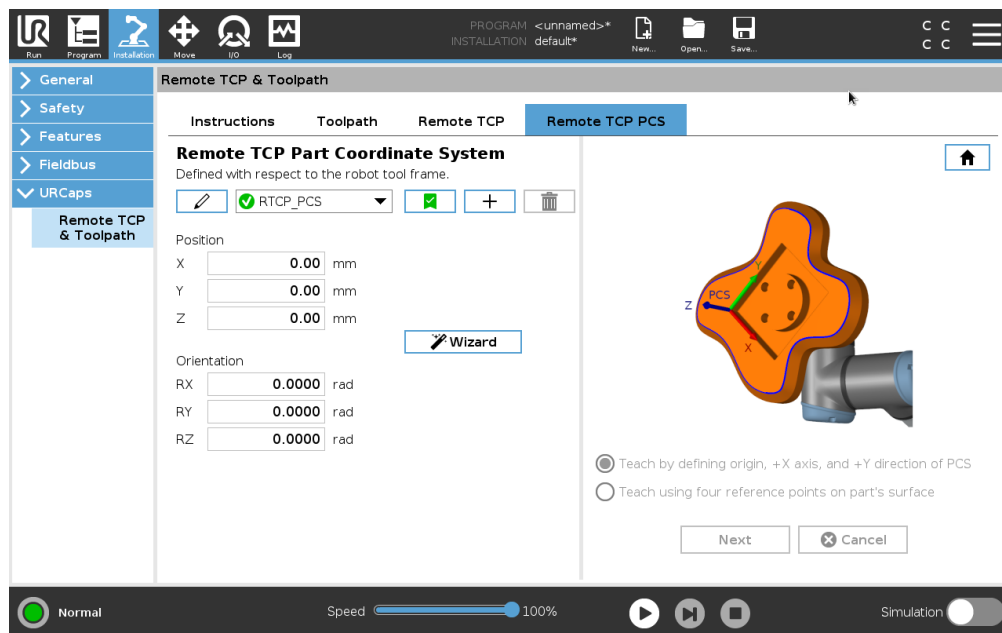 PROGRAM <unnamed>*
INSTALLATION default*
UR
Run
Program
Installation
Move
I/O
Log
New...
Open...
Save...
C C
C C
General
Safety
Features
Fieldbus
URCaps
Remote TCP
& Toolpath
Remote TCP & Toolpath
Instructions
Toolpath
Remote TCP
Remote TCP PCS
Remote TCP Part Coordinate System
Defined with respect to the robot tool frame.
RTCP_PCS
Position
X 0.00 mm
Y 0.00 mm
Z 0.00 mm
Wizard
Orientation
RX 0.0000 rad
RY 0.0000 rad
RZ 0.0000 rad
Y
PCS
Z
X
Teach by defining origin, +X axis, and +Y direction of PCS
Teach using four reference points on part's surface
Next
Cancel
Normal
Speed
100%
Simulation